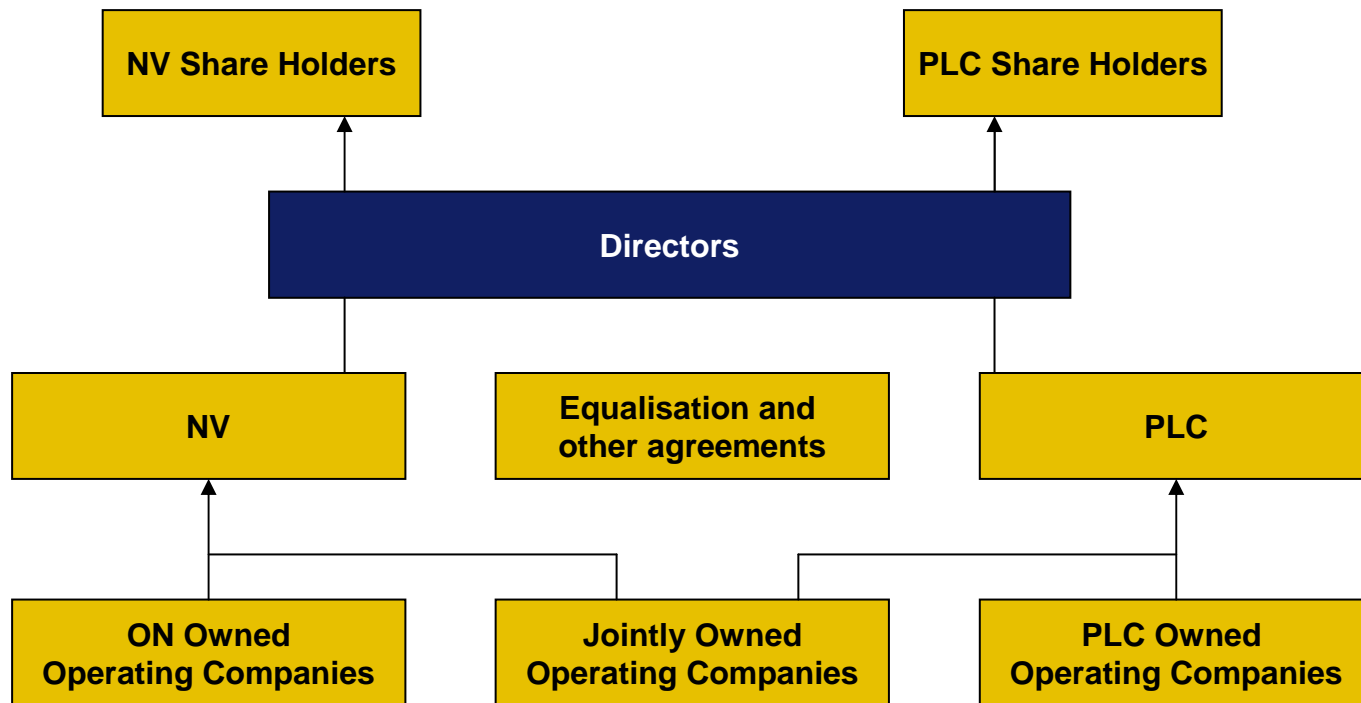 NV Share Holders
PLC Share Holders
Directors
NV
Equalisation and
other agreements
PLC
ON Owned
Operating Companies
Jointly Owned
Operating Companies
PLC Owned
Operating Companies